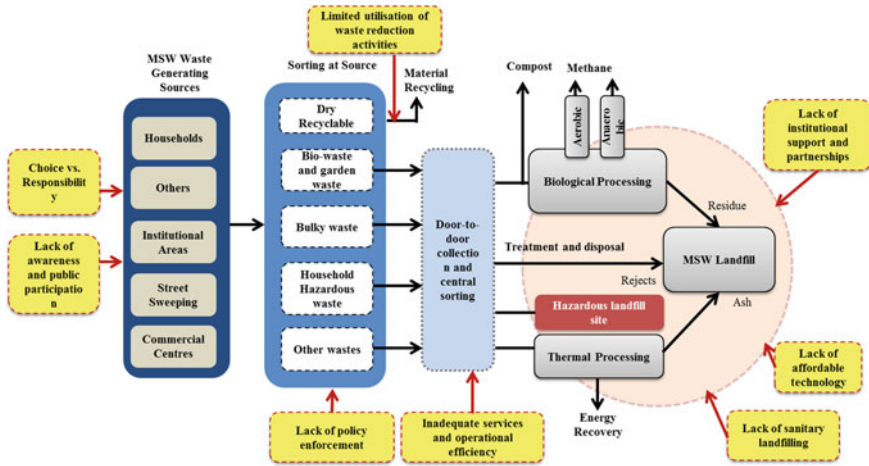 Limited utilisation of
waste reduction
activities
MSW Waste
Generating
Sources
Sorting at Source
Material
Recycling
Compost
Methane
Households
Others
Institutional
Areas
Street
Sweeping
Commercial
Centres
Dry
Recyclable
Bio-waste
and garden
waste
Bulky waste
Household
Hazardous
waste
Other wastes
Door-to-
door
collectio
n and
central
sorting
Aerobic
Anaero
bic
Biological Processing
Residue
Treatment and disposal
MSW Landfill
Rejects
Hazardous landfill
site
Ash
Thermal Processing
Energy
Recovery
Choice vs.
Responsibilit
y
Lack of
awareness
and public
participatio
n
Lack of
institutional
support and
partnerships
Lack of
affordable
technology
Lack of sanitary
landfilling
Lack of policy
enforcement
Inadequate services
and operational
efficiency